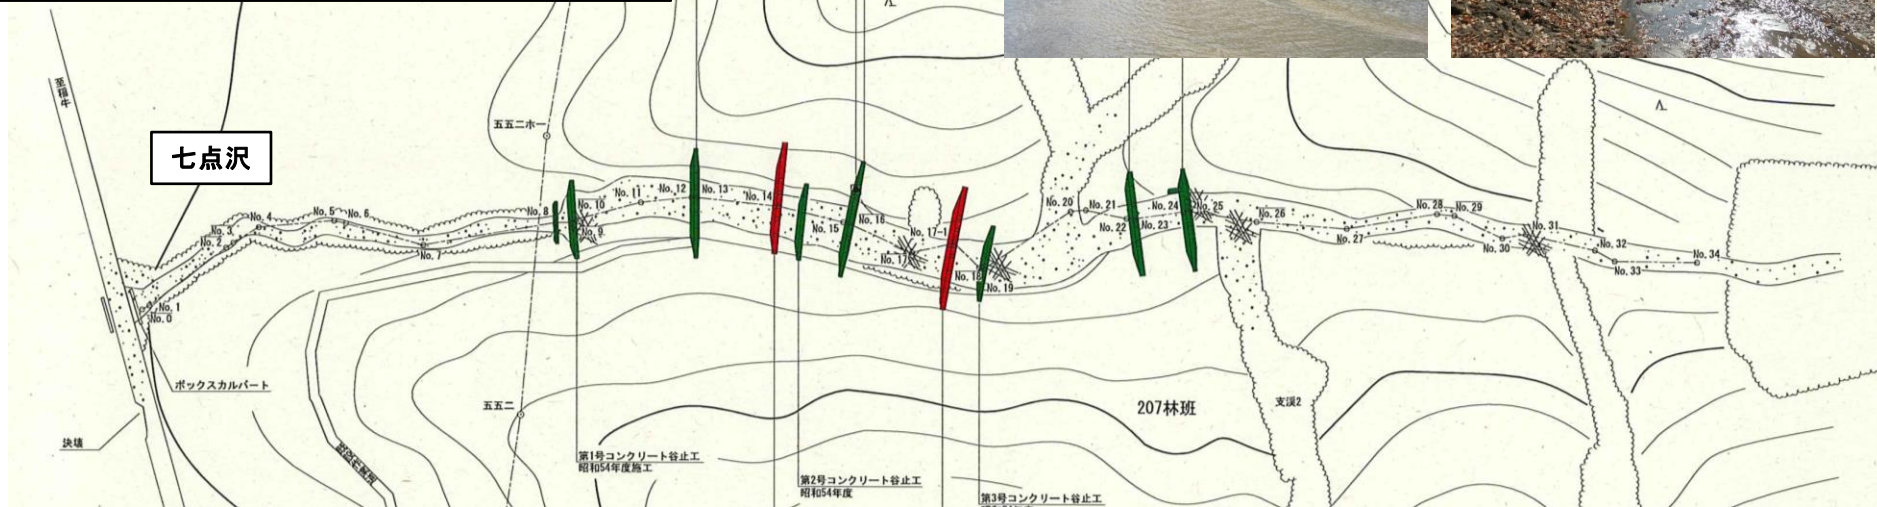 至稲牛
五五二ホ一
七点沢
No. 0
No. 1
No. 2
No. 3
No. 4
No. 5
No. 6
No. 7
No. 8
No. 9
No. 10
No. 11
No. 12
No. 13
No. 14
No. 15
No. 16
No. 17
No. 17-1
No. 18
No. 19
No. 20
No. 21
No. 22
No. 23
No. 24
No. 25
No. 26
No. 27
No. 28
No. 29
No. 30
No. 31
No. 32
No. 33
No. 34
ボックスカルバート
五五二
207林班
支渓2
決壊
第1号コンクリート谷止工
昭和54年度施工
第2号コンクリート谷止工
昭和54年度
第3号コンクリート谷止工